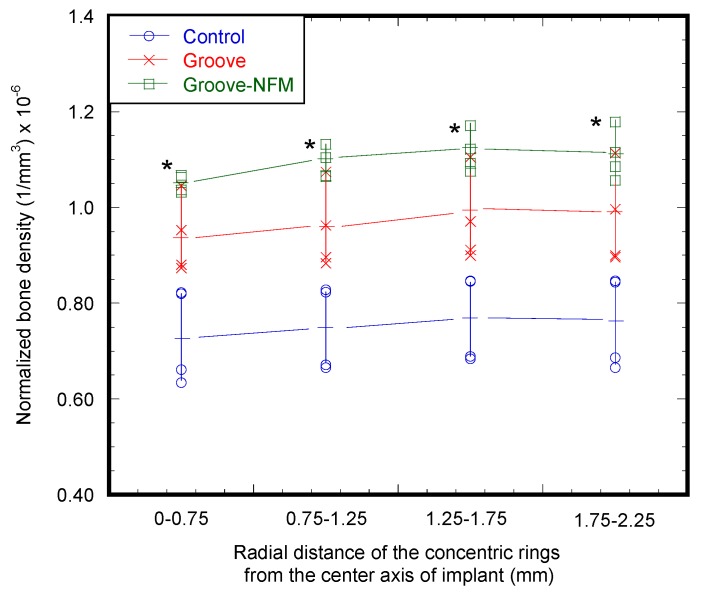 1.4
Control
Groove
Groove-NFM
1.2
1.0
0.80
0.60
0.40
Normalized bone density (1/mm³) x 10⁻⁶
*
*
*
*
0-0.75
0.75-1.25
1.25-1.75
1.75-2.25
Radial distance of the concentric rings
from the center axis of implant (mm)